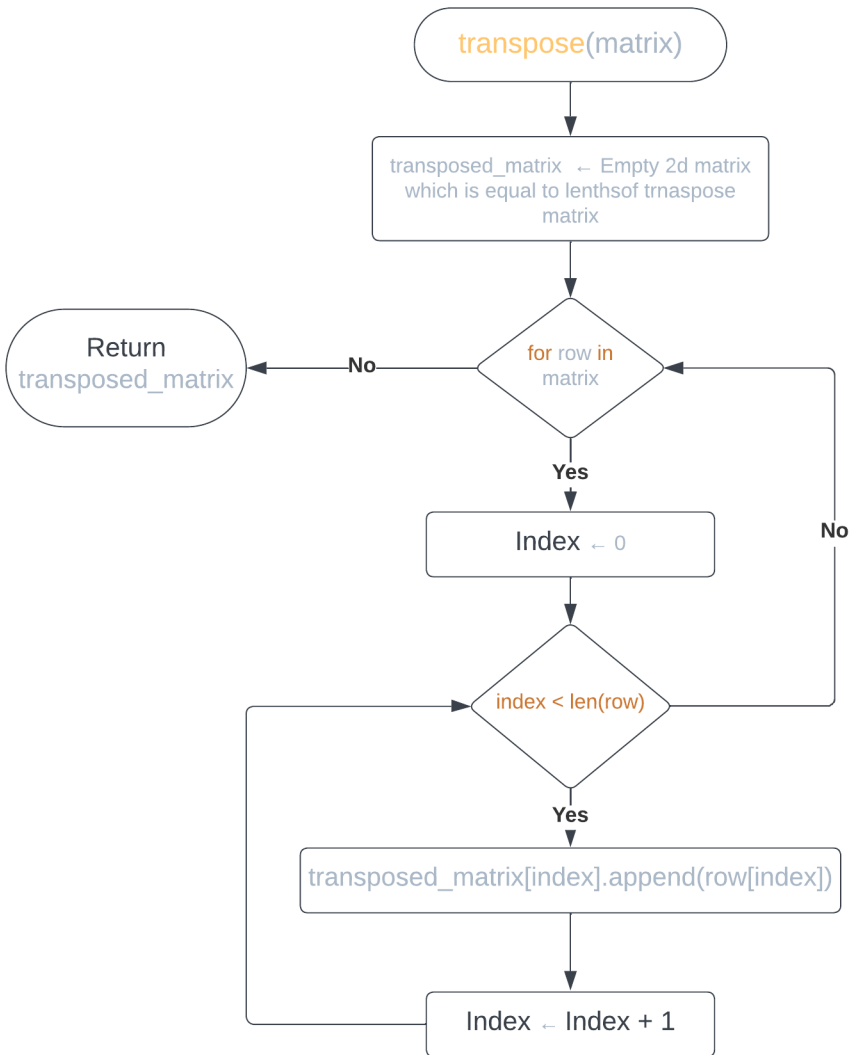 transpose(matrix)
transposed_matrix ← Empty 2d matrix
which is equal to lenthsof trnaspose
matrix
for row in
matrix
No
Return
transposed_matrix
Yes
Index ← 0
No
index < len(row)
Yes
transposed_matrix[index].append(row[index])
Index ← Index + 1